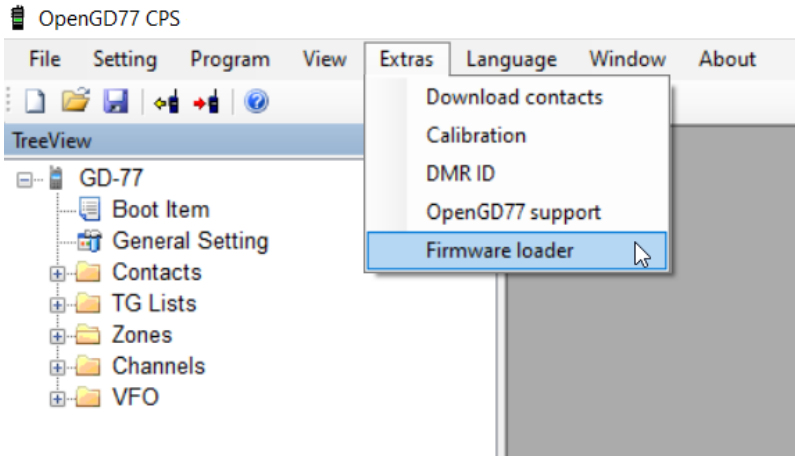 OpenGD77 CPS
File Setting Program View Extras Language Window About
Download contacts
Calibration
DMR ID
OpenGD77 support
Firmware loader
TreeView
GD-77
Boot Item
General Setting
Contacts
TG Lists
Zones
Channels
VFO